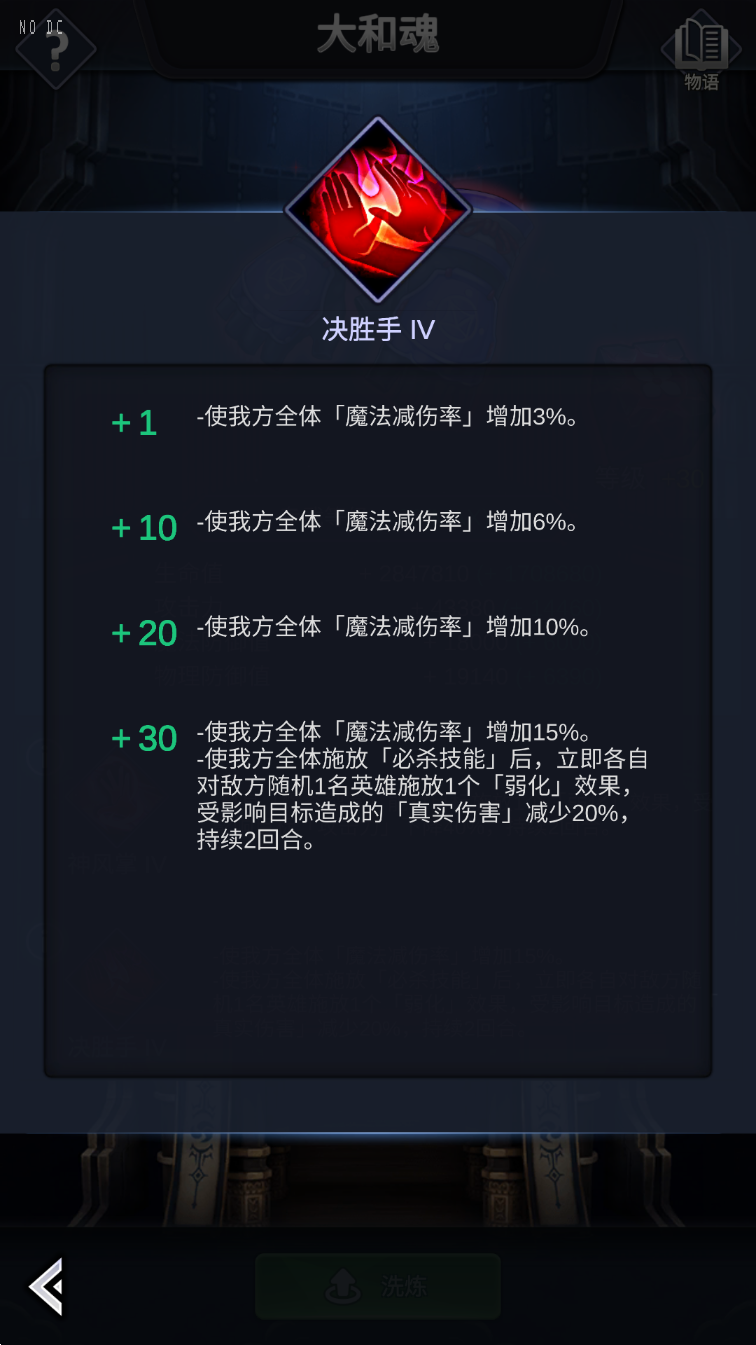 NO DC
大和魂
物语
决胜手 IV
+1 -使我方全体「魔法减伤率」增加3%。
+10 -使我方全体「魔法减伤率」增加6%。
+20 -使我方全体「魔法减伤率」增加10%。
+30 -使我方全体「魔法减伤率」增加15%。
-使我方全体施放「必杀技能」后，立即各自
对敌方随机1名英雄施放1个「弱化」效果，
受影响目标造成的「真实伤害」减少20%，
持续2回合。
洗炼